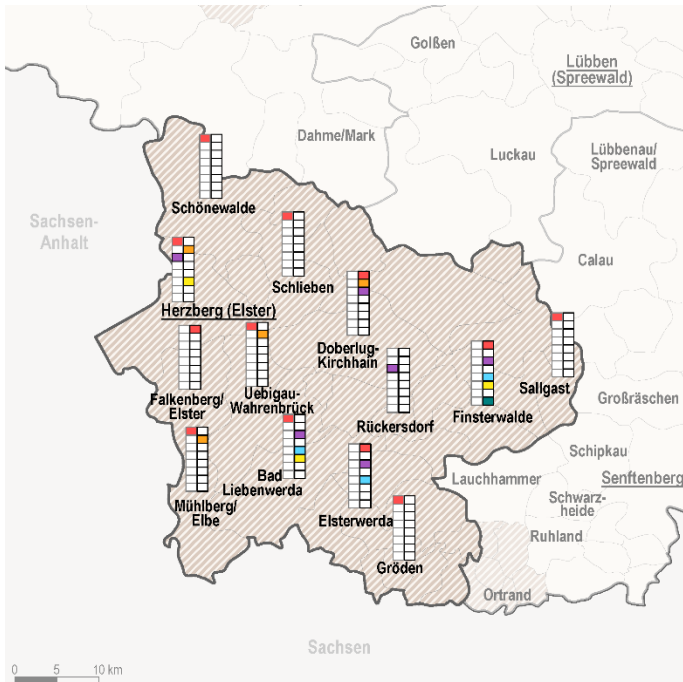 Golßen
Lübben
(Spreewald)
Dahme/Mark
Luckau
Lübbenau/
Spreewald
Sachsen-
Anhalt
Schönewalde
Calau
Schlieben
Herzberg (Elster)
Doberlug-
Kirchhain
Sallgast
Falkenberg/
Elster
Uebigau-
Wahrenbrück
Rückersdorf
Finsterwalde
Großräschen
Schipkau
Bad
Liebenwerda
Lauchhammer
Senftenberg
Mühlberg/
Elbe
Elsterwerda
Schwarz-
heide
Ruhland
Gröden
Ortrand
Sachsen
0 5 10 km